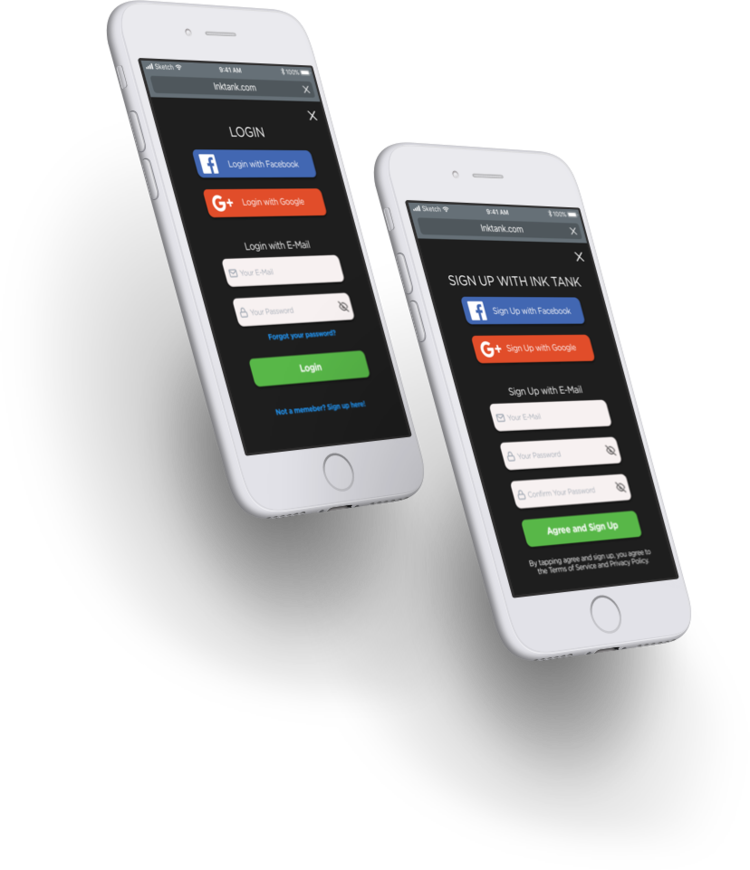 Sketch 9:41 AM 100%
Inktank.com X
X
LOGIN
Login with Facebook
G+ Login with Google
Login with E-Mail
Your E-Mail
Your Password
Forgot your password?
Login
Not a memeber? Sign up here!
Sketch 9:41 AM 100%
Inktank.com X
X
SIGN UP WITH INK TANK
Sign Up with Facebook
G+ Sign Up with Google
Sign Up with E-Mail
Your E-Mail
Your Password
Confirm Your Password
Agree and Sign Up
By tapping agree and sign up, you agree to
the Terms of Service and Privacy Policy.